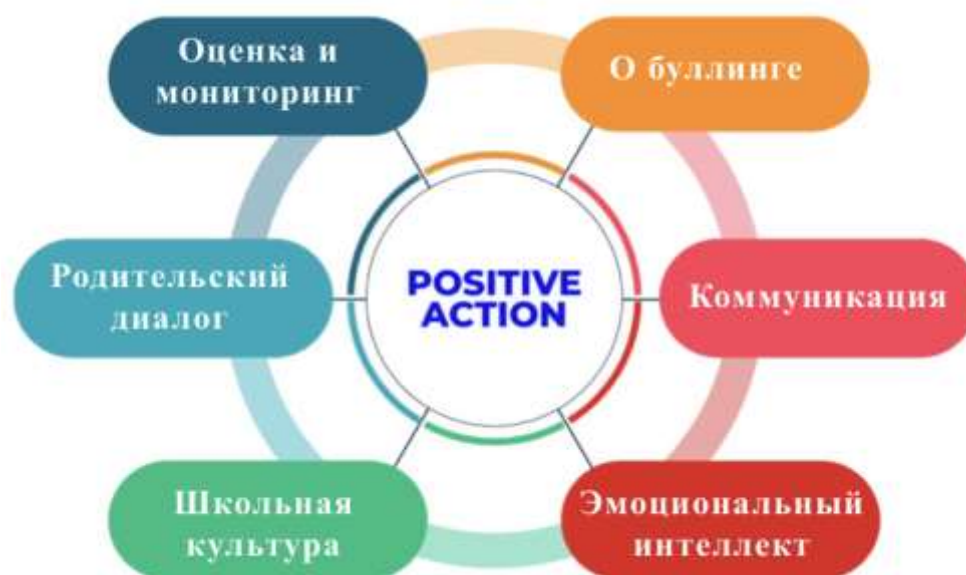 Оценка и
мониторинг
О буллинге
Родительский
диалог
POSITIVE
ACTION
Коммуникация
Школьная
культура
Эмоциональный
интеллект